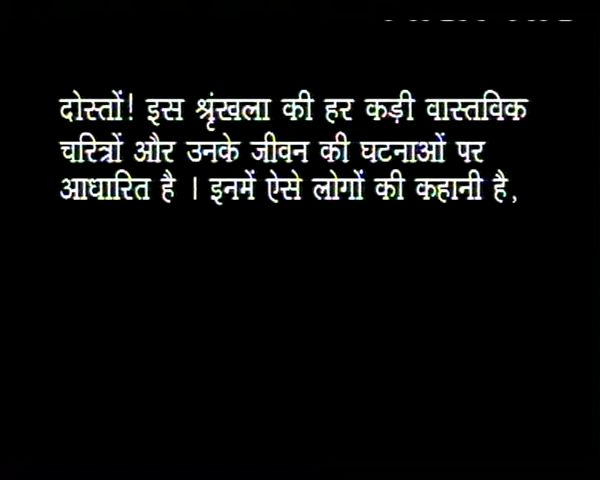 दोस्तों! इस श्रृंखला की हर कड़ी वास्तविक
चरित्रों और उनके जीवन की घटनाओं पर
आधारित है । इनमें ऐसे लोगों की कहानी है,